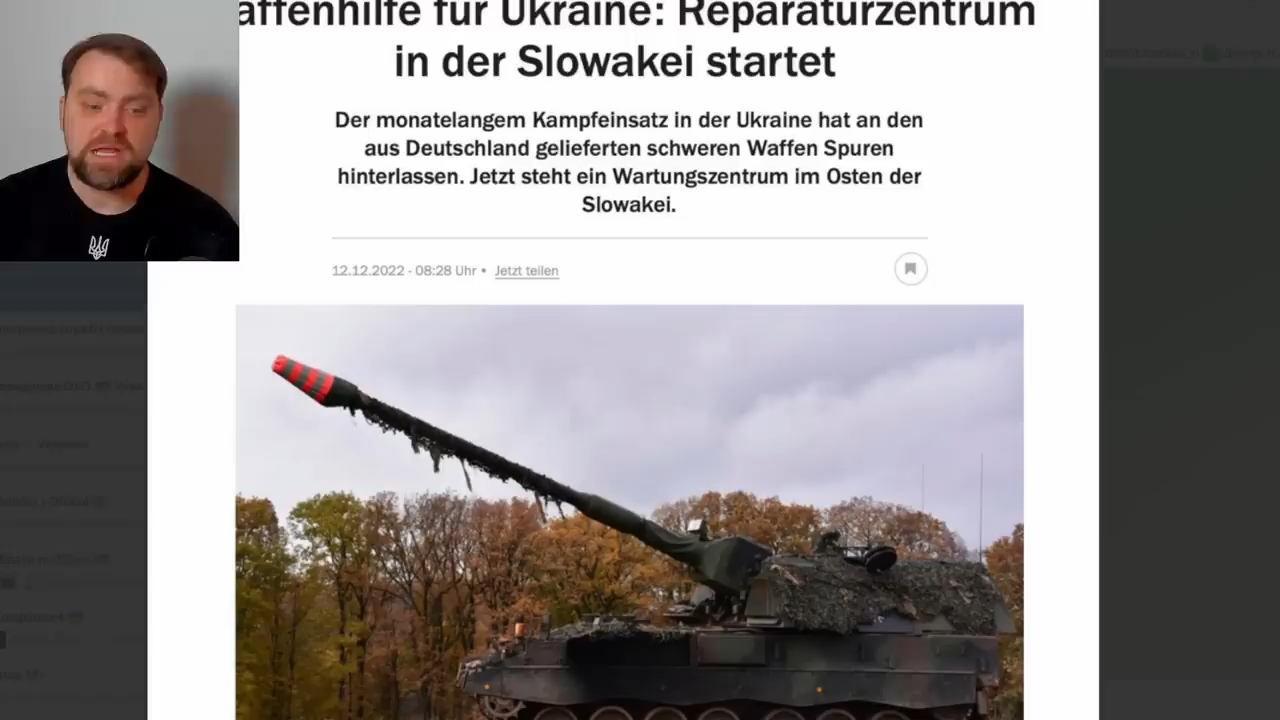 affenhilfe für Ukraine: Reparaturzentrum
in der Slowakei startet
Der monatelangem Kampfeinsatz in der Ukraine hat an den
aus Deutschland gelieferten schweren Waffen Spuren
hinterlassen. Jetzt steht ein Wartungszentrum im Osten der
Slowakei.
12.12.2022 - 08:28 Uhr • Jetzt teilen